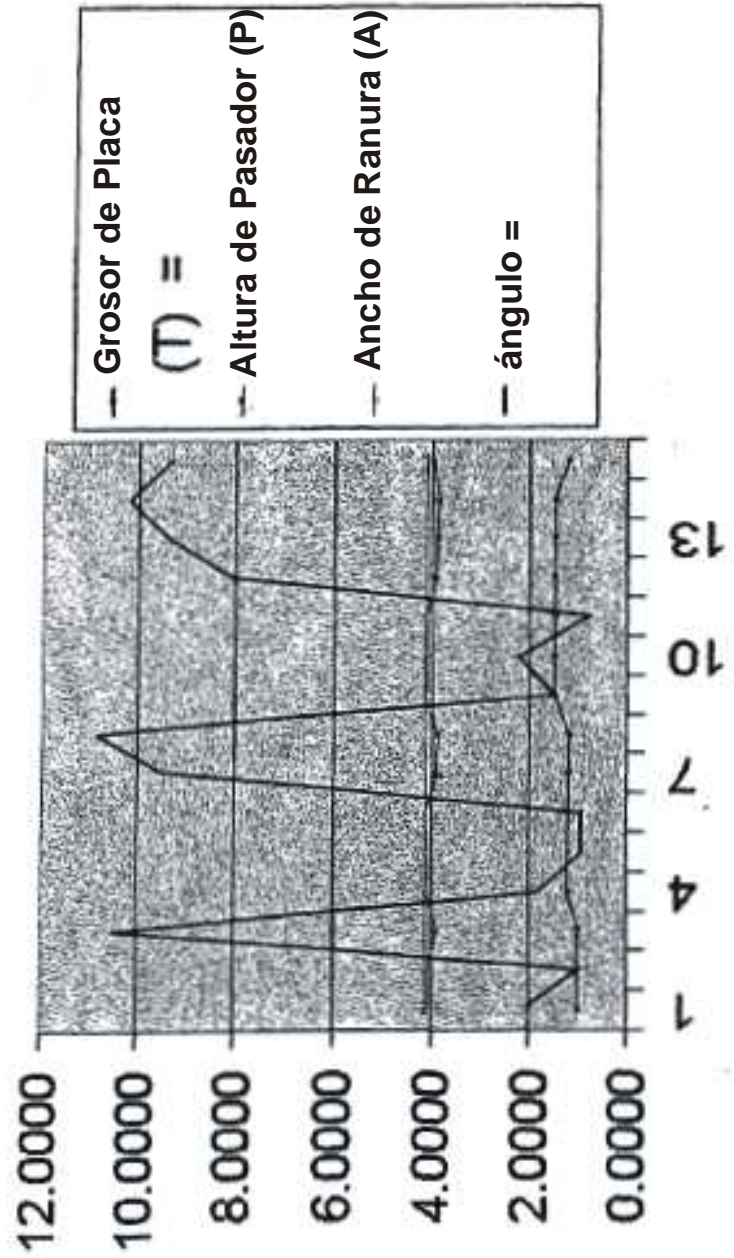 12.0000
10.0000
8.0000
6.0000
4.0000
2.0000
0.0000
1
4
7
10
13
Grosor de Placa
(T) =
Altura de Pasador (P)
Ancho de Ranura (A)
ángulo =